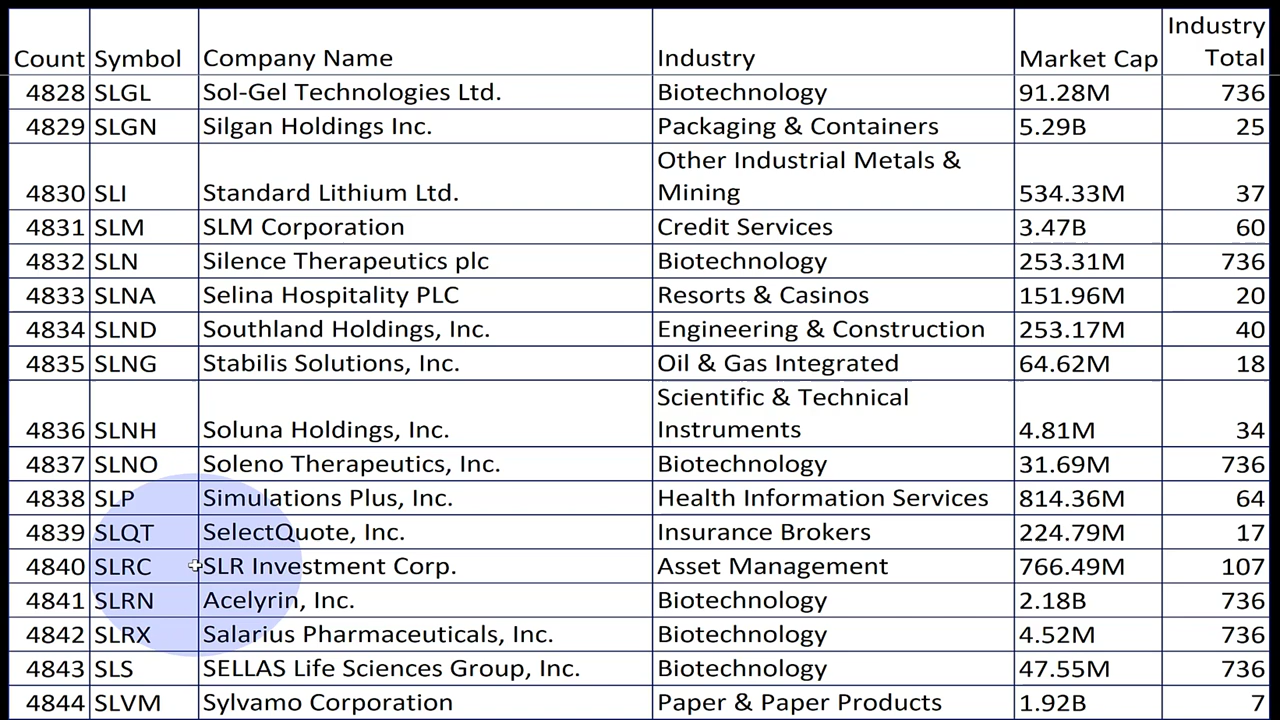 Count Symbol Company Name Industry Market Cap Industry Total
4828 SLGL Sol-Gel Technologies Ltd. Biotechnology 91.28M 736
4829 SLGN Silgan Holdings Inc. Packaging & Containers 5.29B 25
4830 SLI Standard Lithium Ltd. Other Industrial Metals & Mining 534.33M 37
4831 SLM SLM Corporation Credit Services 3.47B 60
4832 SLN Silence Therapeutics plc Biotechnology 253.31M 736
4833 SLNA Selina Hospitality PLC Resorts & Casinos 151.96M 20
4834 SLND Southland Holdings, Inc. Engineering & Construction 253.17M 40
4835 SLNG Stabilis Solutions, Inc. Oil & Gas Integrated 64.62M 18
4836 SLNH Soluna Holdings, Inc. Scientific & Technical Instruments 4.81M 34
4837 SLNO Soleno Therapeutics, Inc. Biotechnology 31.69M 736
4838 SLP Simulations Plus, Inc. Health Information Services 814.36M 64
4839 SLQT SelectQuote, Inc. Insurance Brokers 224.79M 17
4840 SLRC SLR Investment Corp. Asset Management 766.49M 107
4841 SLRN Acelyrin, Inc. Biotechnology 2.18B 736
4842 SLRX Salarius Pharmaceuticals, Inc. Biotechnology 4.52M 736
4843 SLS SELLAS Life Sciences Group, Inc. Biotechnology 47.55M 736
4844 SLVM Sylvamo Corporation Paper & Paper Products 1.92B 7